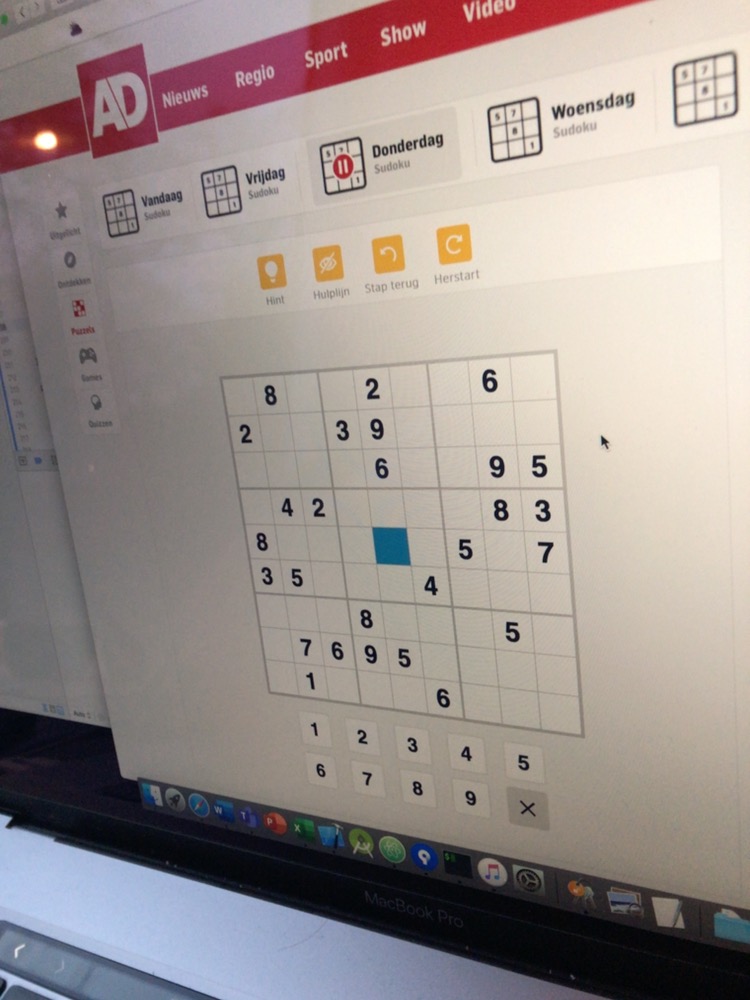 AD Nieuws Regio Sport Show Video
Vandaag Sudoku
Vrijdag Sudoku
Donderdag Sudoku
Woensdag Sudoku
Uitgelicht
Ontdekken
Puzzels
Games
Quizzen
Hint Hulplijn Stap terug Herstart
8 2 6
2 3 9
6 9 5
4 2 8 3
8 5 7
3 5 4
8 5
7 6 9 5
1 6
1 2 3 4 5
6 7 8 9 ×
MacBook Pro